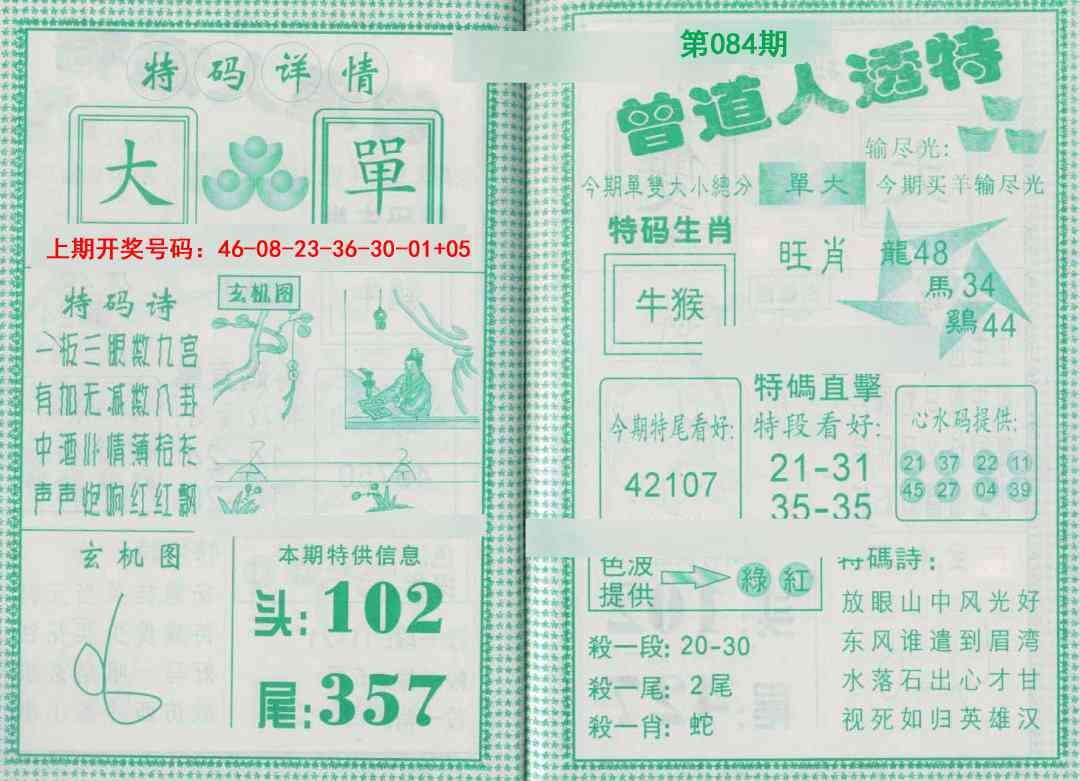 特码详情
大
單
上期开奖号码：46-08-23-36-30-01+05
特码诗
玄机图
一板三眼数九宫
有加无减数八卦
声声炮响红红飘
玄机图
本期特供信息
头:102
尾:357
第084期
曾道人透特
输尽光:
今期單雙大小總分
單大
今期买羊输尽光
特码生肖
牛猴
旺肖
龍48
馬34
鷄44
今期特尾看好:
42107
特碼直擊
特段看好:
21-31
35-35
心水码提供:
21 37 22 11
45 27 04 39
色波
提供
綠 紅
殺一段: 20-30
殺一尾: 2尾
殺一肖: 蛇
特碼詩:
放眼山中风光好
东风谁遣到眉湾
水落石出心才甘
视死如归英雄汉